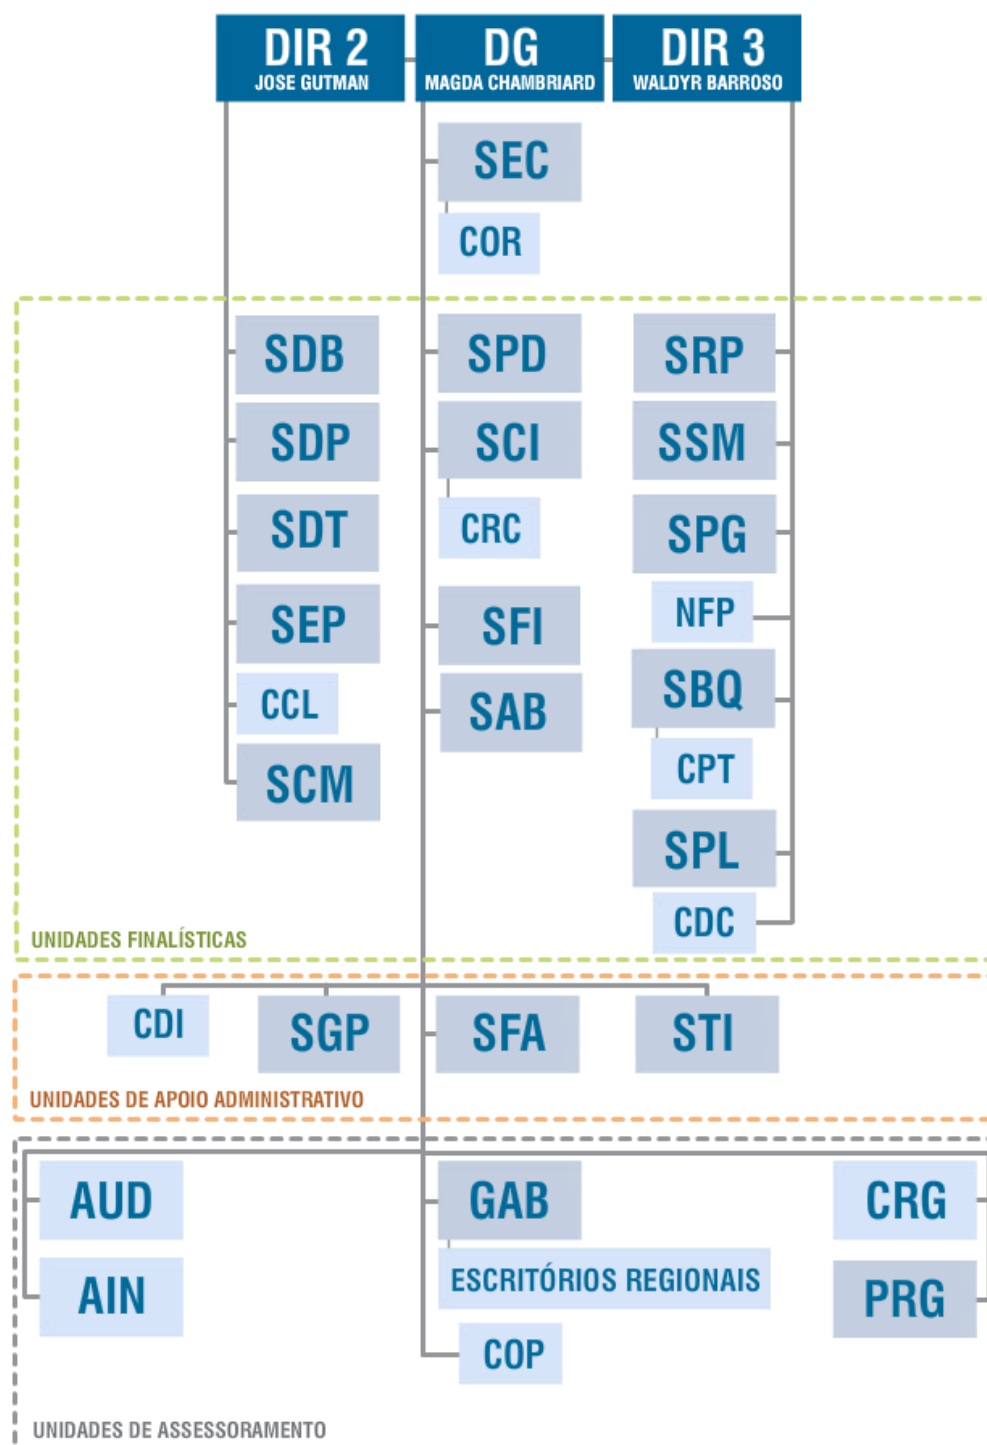 DIR 2
JOSE GUTMAN
DG
MAGDA CHAMBRIARD
DIR 3
WALDYR BARROSO
SEC
COR
SDB
SDP
SDT
SEP
CCL
SCM
SPD
SCI
CRC
SFI
SAB
SRP
SSM
SPG
NFP
SBQ
CPT
SPL
CDC
UNIDADES FINALÍSTICAS
CDI
SGP
SFA
STI
UNIDADES DE APOIO ADMINISTRATIVO
AUD
AIN
GAB
ESCRITÓRIOS REGIONAIS
COP
CRG
PRG
UNIDADES DE ASSESSORAMENTO